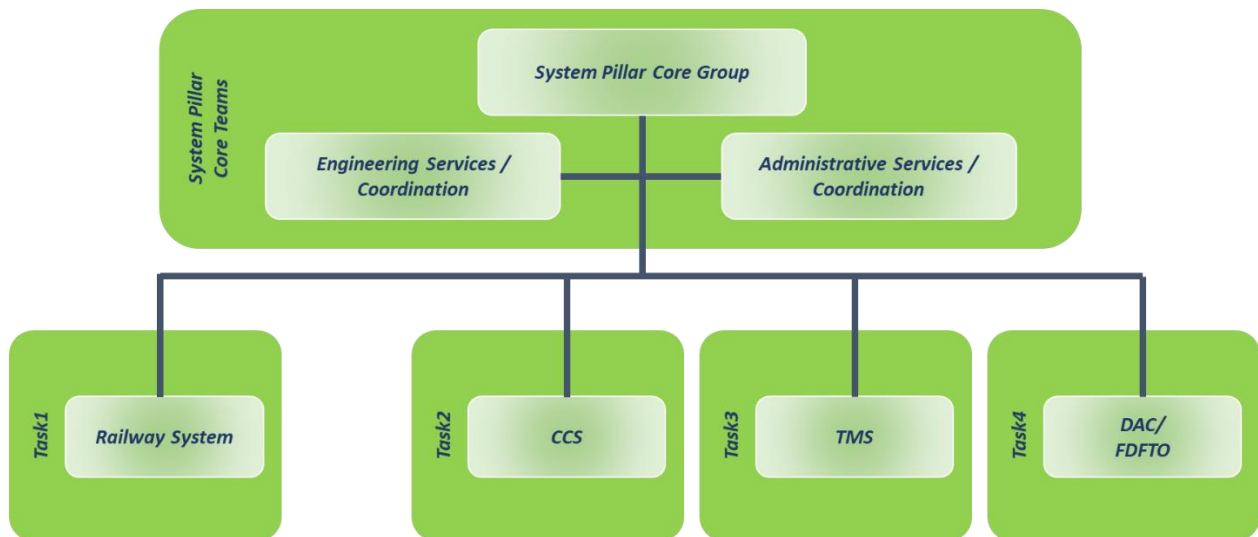 System Pillar
Core Teams
System Pillar Core Group
Engineering Services /
Coordination
Administrative Services /
Coordination
Task1
Railway System
Task2
CCS
Task3
TMS
Task4
DAC/
FDFTO